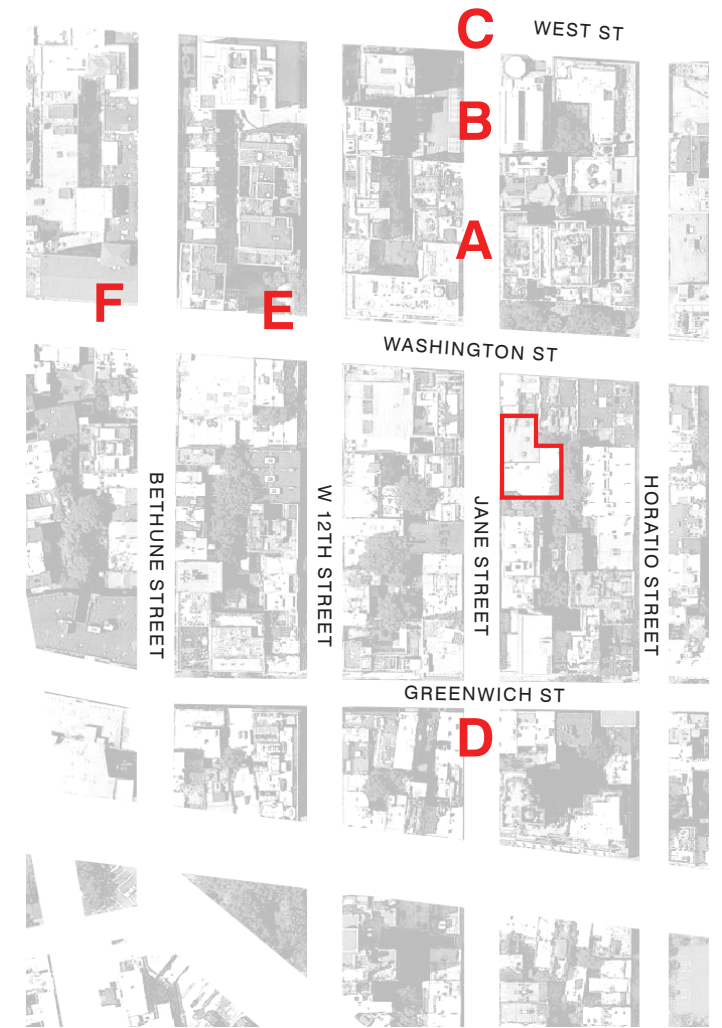 C
WEST ST
B
A
F
E
WASHINGTON ST
BETHUNE STREET
W 12TH STREET
JANE STREET
HORATIO STREET
GREENWICH ST
D